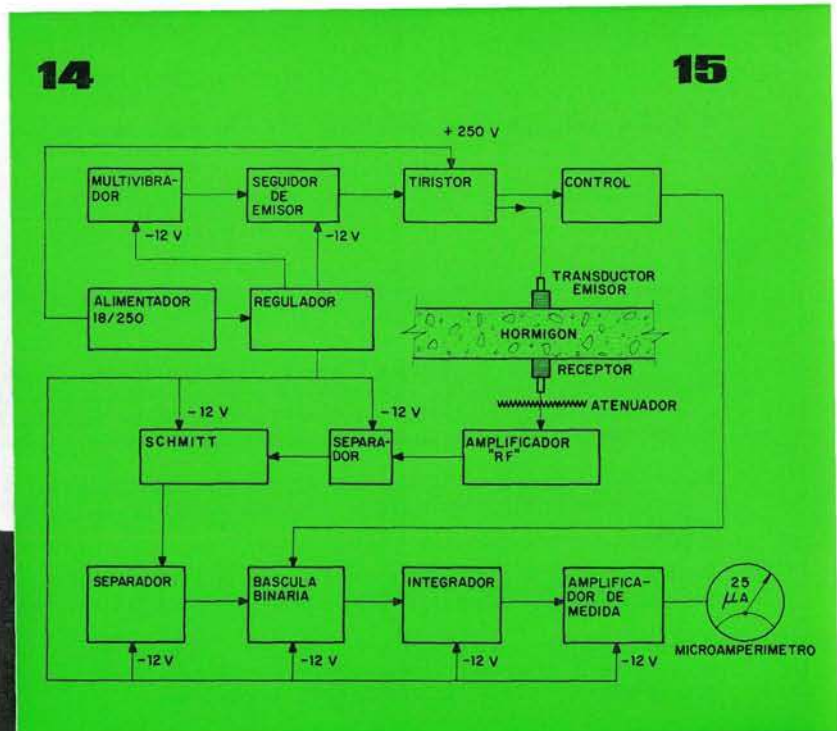 14
15
+ 250 V
MULTIVIBRA-
DOR
SEGUIDOR
DE
EMISOR
TIRISTOR
CONTROL
-12 V
-12 V
ALIMENTADOR
18/250
REGULADOR
TRANSDUCTOR
EMISOR
HORMIGON
RECEPTOR
ATENUADOR
-12 V
-12 V
SCHMITT
SEPARA-
DOR
AMPLIFICADOR
"RF"
SEPARADOR
BASCULA
BINARIA
INTEGRADOR
AMPLIFICA-
DOR DE
MEDIDA
25
µA
MICROAMPERIMETRO
-12 V
-12 V
-12 V
-12 V